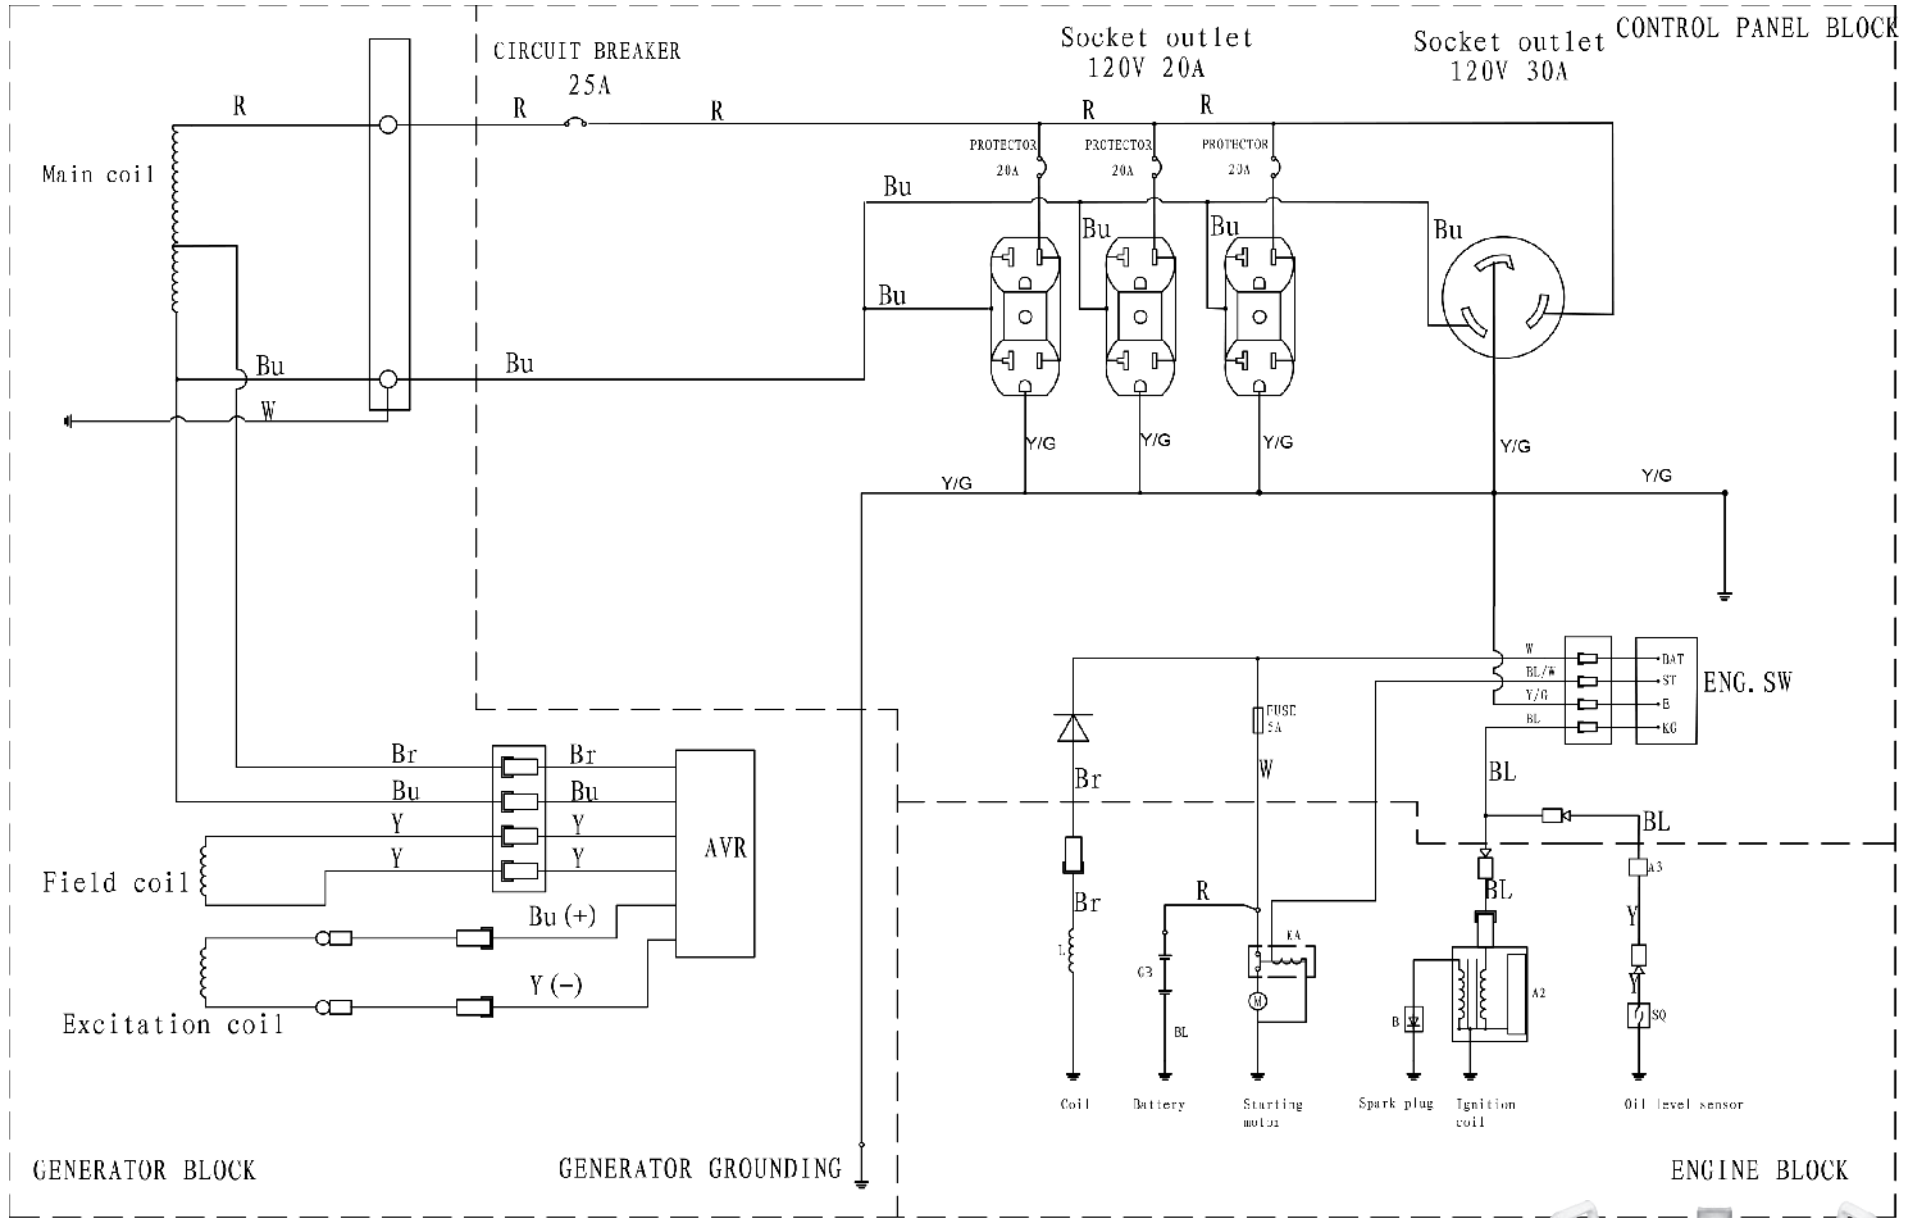 CONTROL PANEL BLOCK
CIRCUIT BREAKER
25A
Socket outlet
120V 20A
Socket outlet
120V 30A
R
R
R
R
R
Main coil
PROTECTOR
20A
PROTECTOR
20A
PROTECTOR
20A
Bu
Bu
Bu
Bu
Bu
Bu
Bu
W
Y/G
Y/G
Y/G
Y/G
Y/G
Y/G
W
BL/W
Y/G
BL
BAT
ST
E
KG
ENG.SW
FUSE
5A
Br
Br
Br
W
BL
Bu
Bu
Y
Y
Y
Y
AVR
BL
Field coil
A3
Bu(+)
Br
R
BL
Y
L
KA
GB
M
Y(-)
Y
A2
B
SQ
Excitation coil
BL
Coil
Battery
Starting
motor
Spark plug
Ignition
coil
Oil level sensor
GENERATOR BLOCK
GENERATOR GROUNDING
ENGINE BLOCK